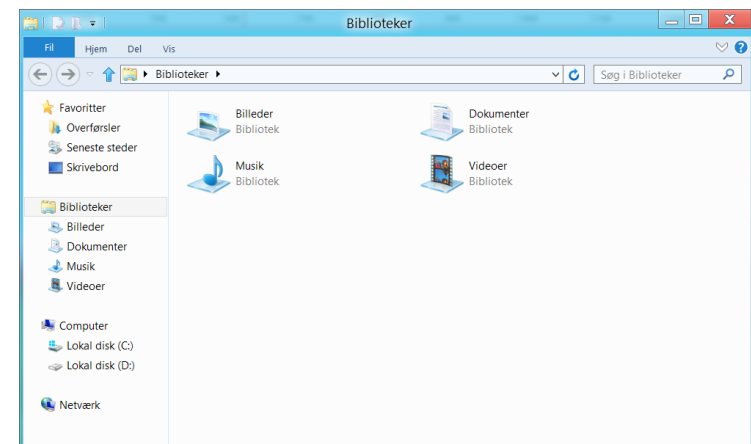 Biblioteker
Fil Hjem Del Vis
Biblioteker
Søg i Biblioteker
Favoritter
Overførsler
Seneste steder
Skrivebord
Biblioteker
Billeder
Dokumenter
Musik
Videoer
Computer
Lokal disk (C:)
Lokal disk (D:)
Netværk
Billeder
Bibliotek
Dokumenter
Bibliotek
Musik
Bibliotek
Videoer
Bibliotek